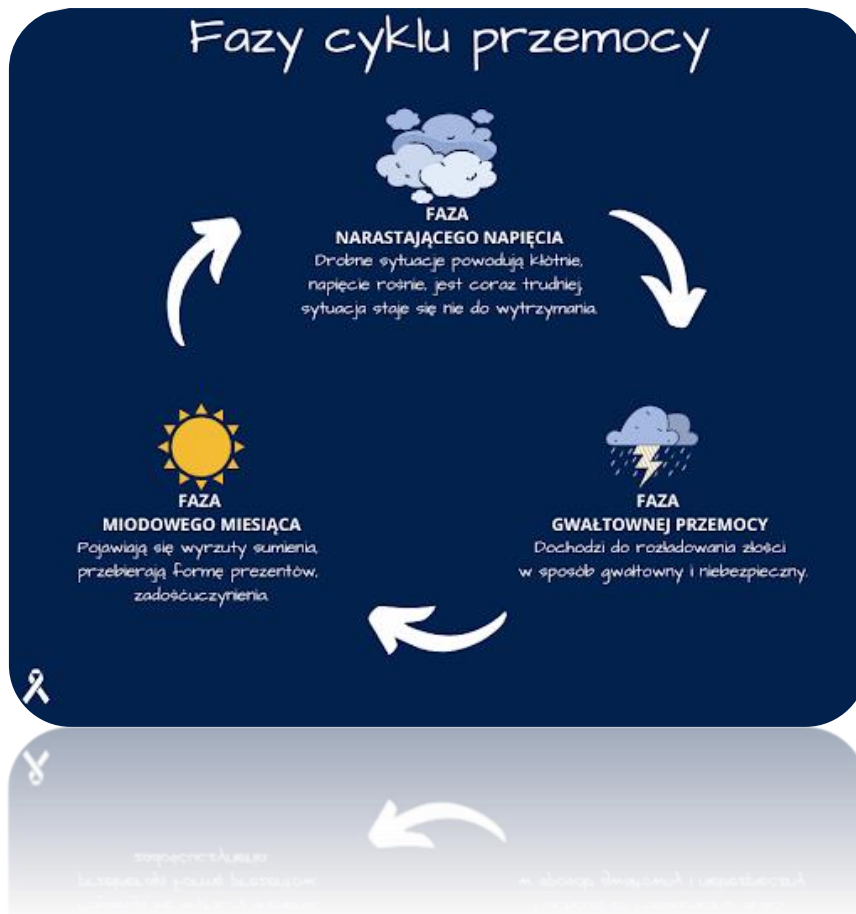 Fazy cyklu przemocy
FAZA
NARASTAJĄCEGO NAPIĘCIA
Drobne sytuacje powodują kłótnie,
napięcie rośnie, jest coraz trudniej,
sytuacja staje się nie do wytrzymania.
FAZA
GWAŁTOWNEJ PRZEMOCY
Dochodzi do rozładowania złości
w sposób gwałtowny i niebezpieczny.
FAZA
MIODOWEGO MIESIĄCA
Pojawiają się wyrzuty sumienia,
przebierają formę prezentów,
zadośćuczynienia.